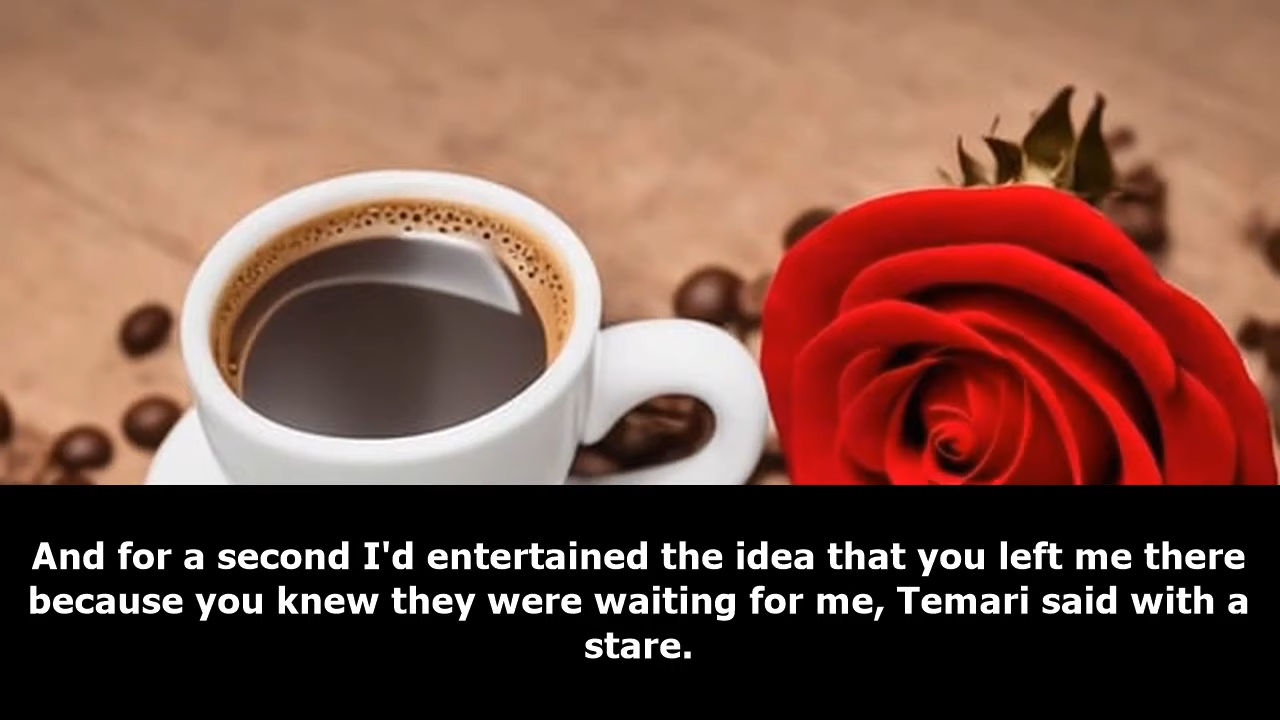 And for a second I'd entertained the idea that you left me there
because you knew they were waiting for me, Temari said with a
stare.